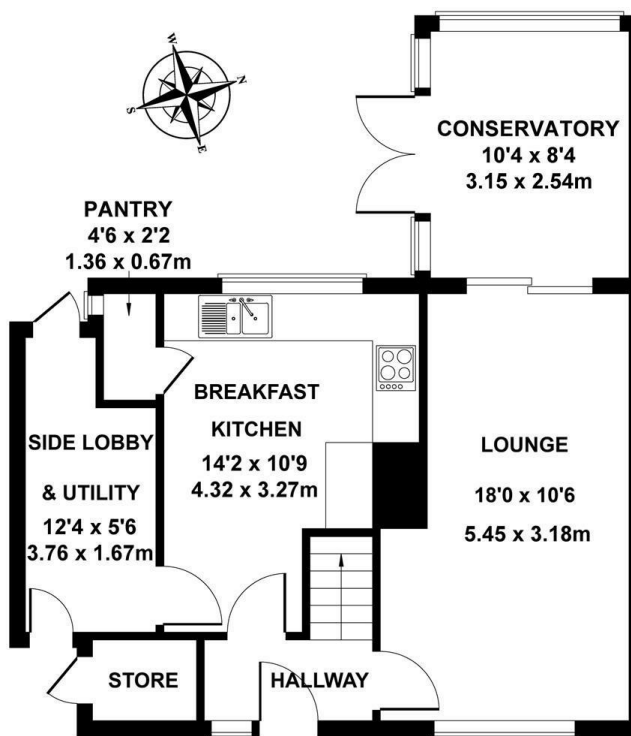 W
N
S
E
CONSERVATORY
10'4 x 8'4
3.15 x 2.54m
PANTRY
4'6 x 2'2
1.36 x 0.67m
BREAKFAST
KITCHEN
14'2 x 10'9
4.32 x 3.27m
SIDE LOBBY
& UTILITY
12'4 x 5'6
3.76 x 1.67m
LOUNGE
18'0 x 10'6
5.45 x 3.18m
STORE
HALLWAY